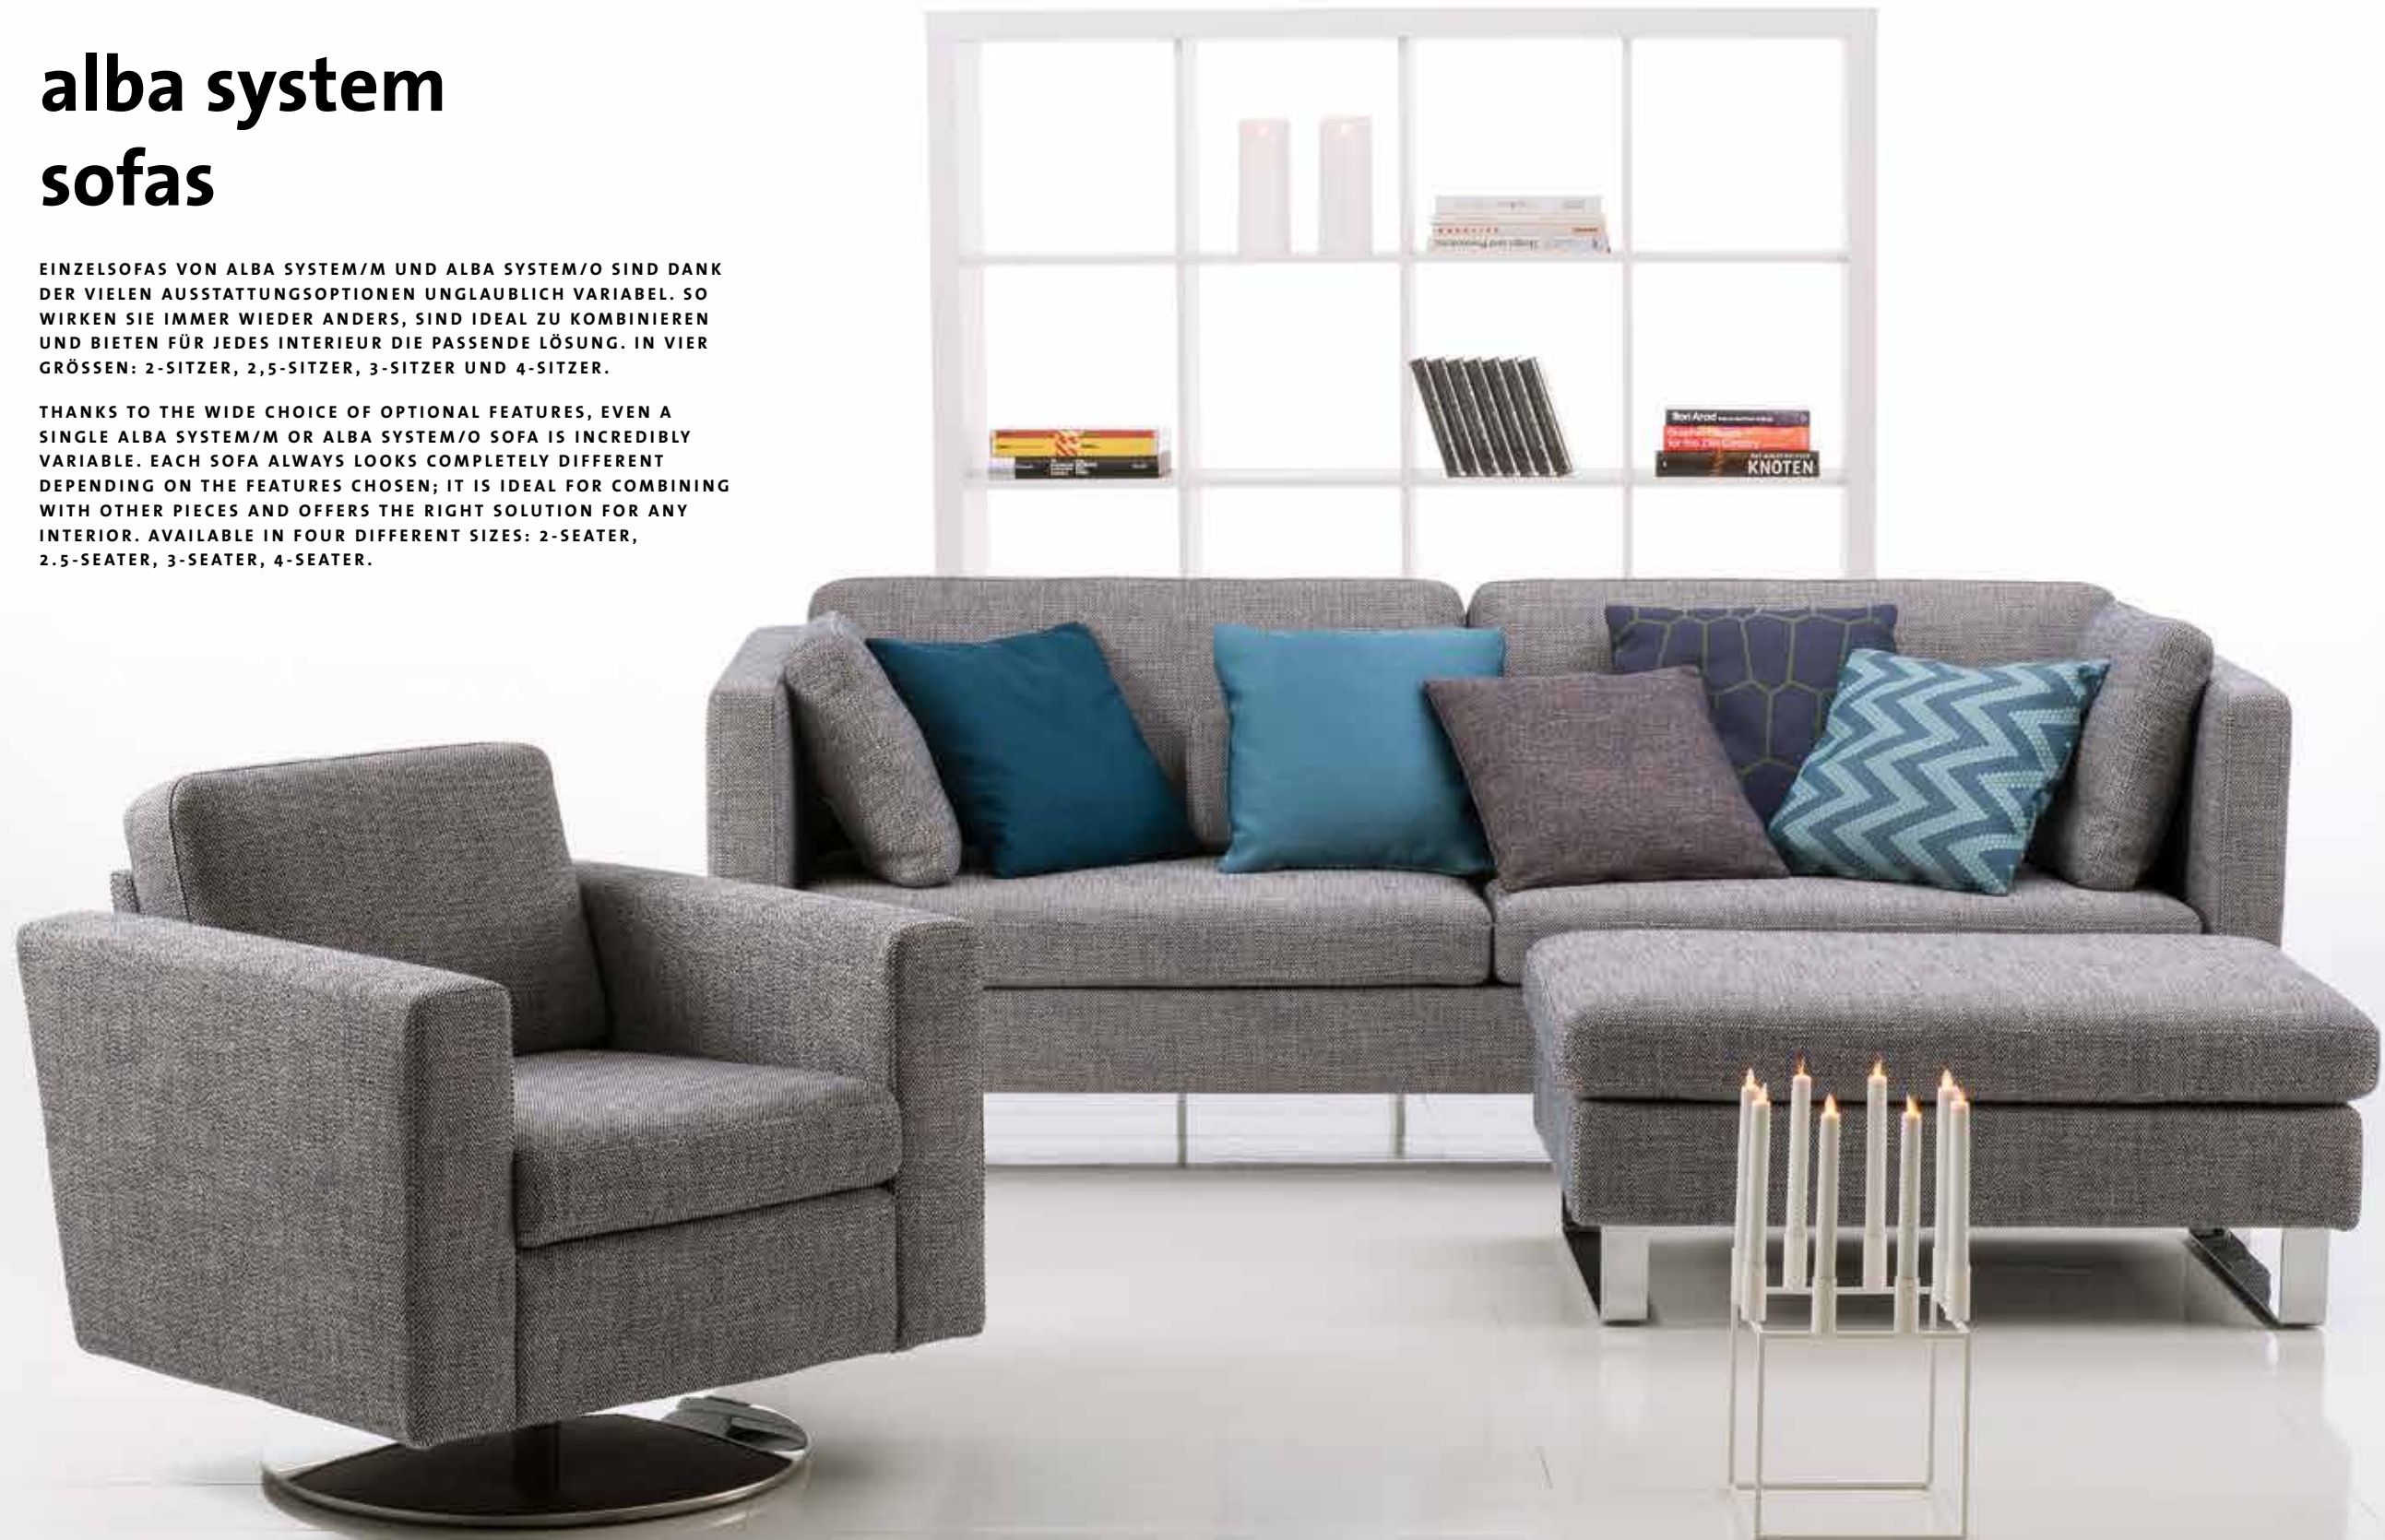 alba system
sofas
EINZELSOFAS VON ALBA SYSTEM/M UND ALBA SYSTEM/O SIND DANK
DER VIELEN AUSSTATTUNGSOPTIONEN UNGLAUBLICH VARIABEL. SO
WIRKEN SIE IMMER WIEDER ANDERS, SIND IDEAL ZU KOMBINIEREN
UND BIETEN FÜR JEDES INTERIEUR DIE PASSENDE LÖSUNG. IN VIER
GRÖSSEN: 2-SITZER, 2,5-SITZER, 3-SITZER UND 4-SITZER.
THANKS TO THE WIDE CHOICE OF OPTIONAL FEATURES, EVEN A
SINGLE ALBA SYSTEM/M OR ALBA SYSTEM/O SOFA IS INCREDIBLY
VARIABLE. EACH SOFA ALWAYS LOOKS COMPLETELY DIFFERENT
DEPENDING ON THE FEATURES CHOSEN; IT IS IDEAL FOR COMBINING
WITH OTHER PIECES AND OFFERS THE RIGHT SOLUTION FOR ANY
INTERIOR. AVAILABLE IN FOUR DIFFERENT SIZES: 2-SEATER,
2.5-SEATER, 3-SEATER, 4-SEATER.
Ron Arad
for the 21st Century
KNOTEN